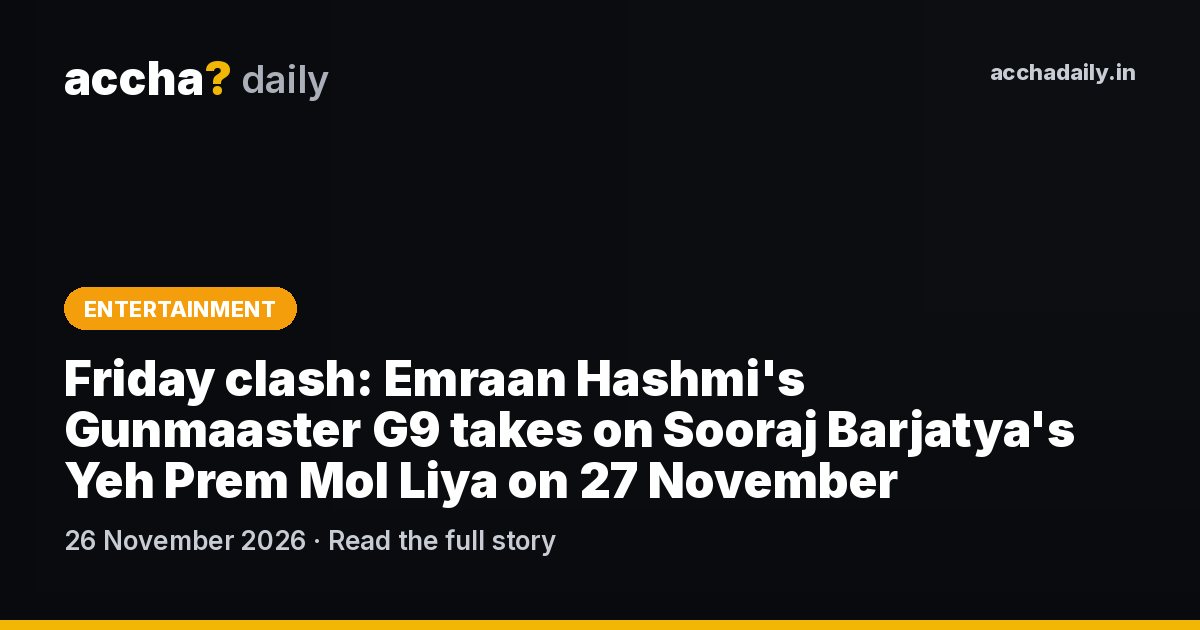 accha? daily
acchadaily.in
ENTERTAINMENT
Friday clash: Emraan Hashmi's
Gunmaaster G9 takes on Sooraj Barjatya's
Yeh Prem Mol Liya on 27 November
26 November 2026 · Read the full story